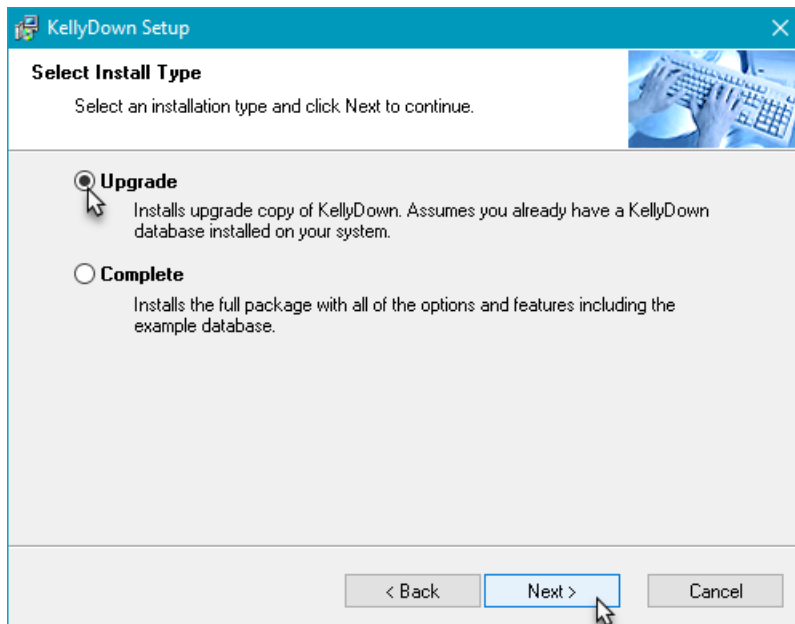 KellyDown Setup
Select Install Type
Select an installation type and click Next to continue.
Upgrade
Installs upgrade copy of KellyDown. Assumes you already have a KellyDown
database installed on your system.
Complete
Installs the full package with all of the options and features including the
example database.
< Back
Next >
Cancel